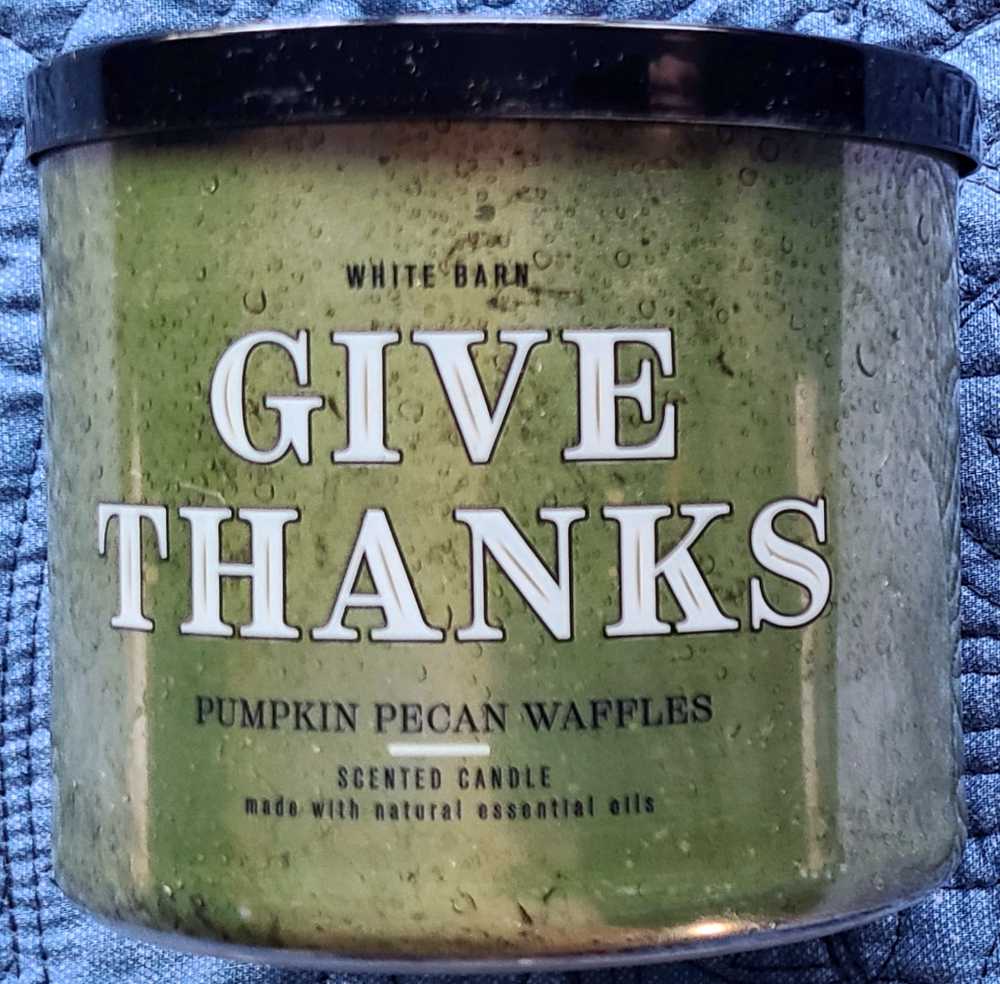 WHITE BARN
GIVE
THANKS
PUMPKIN PECAN WAFFLES
SCENTED CANDLE
made with natural essential oils